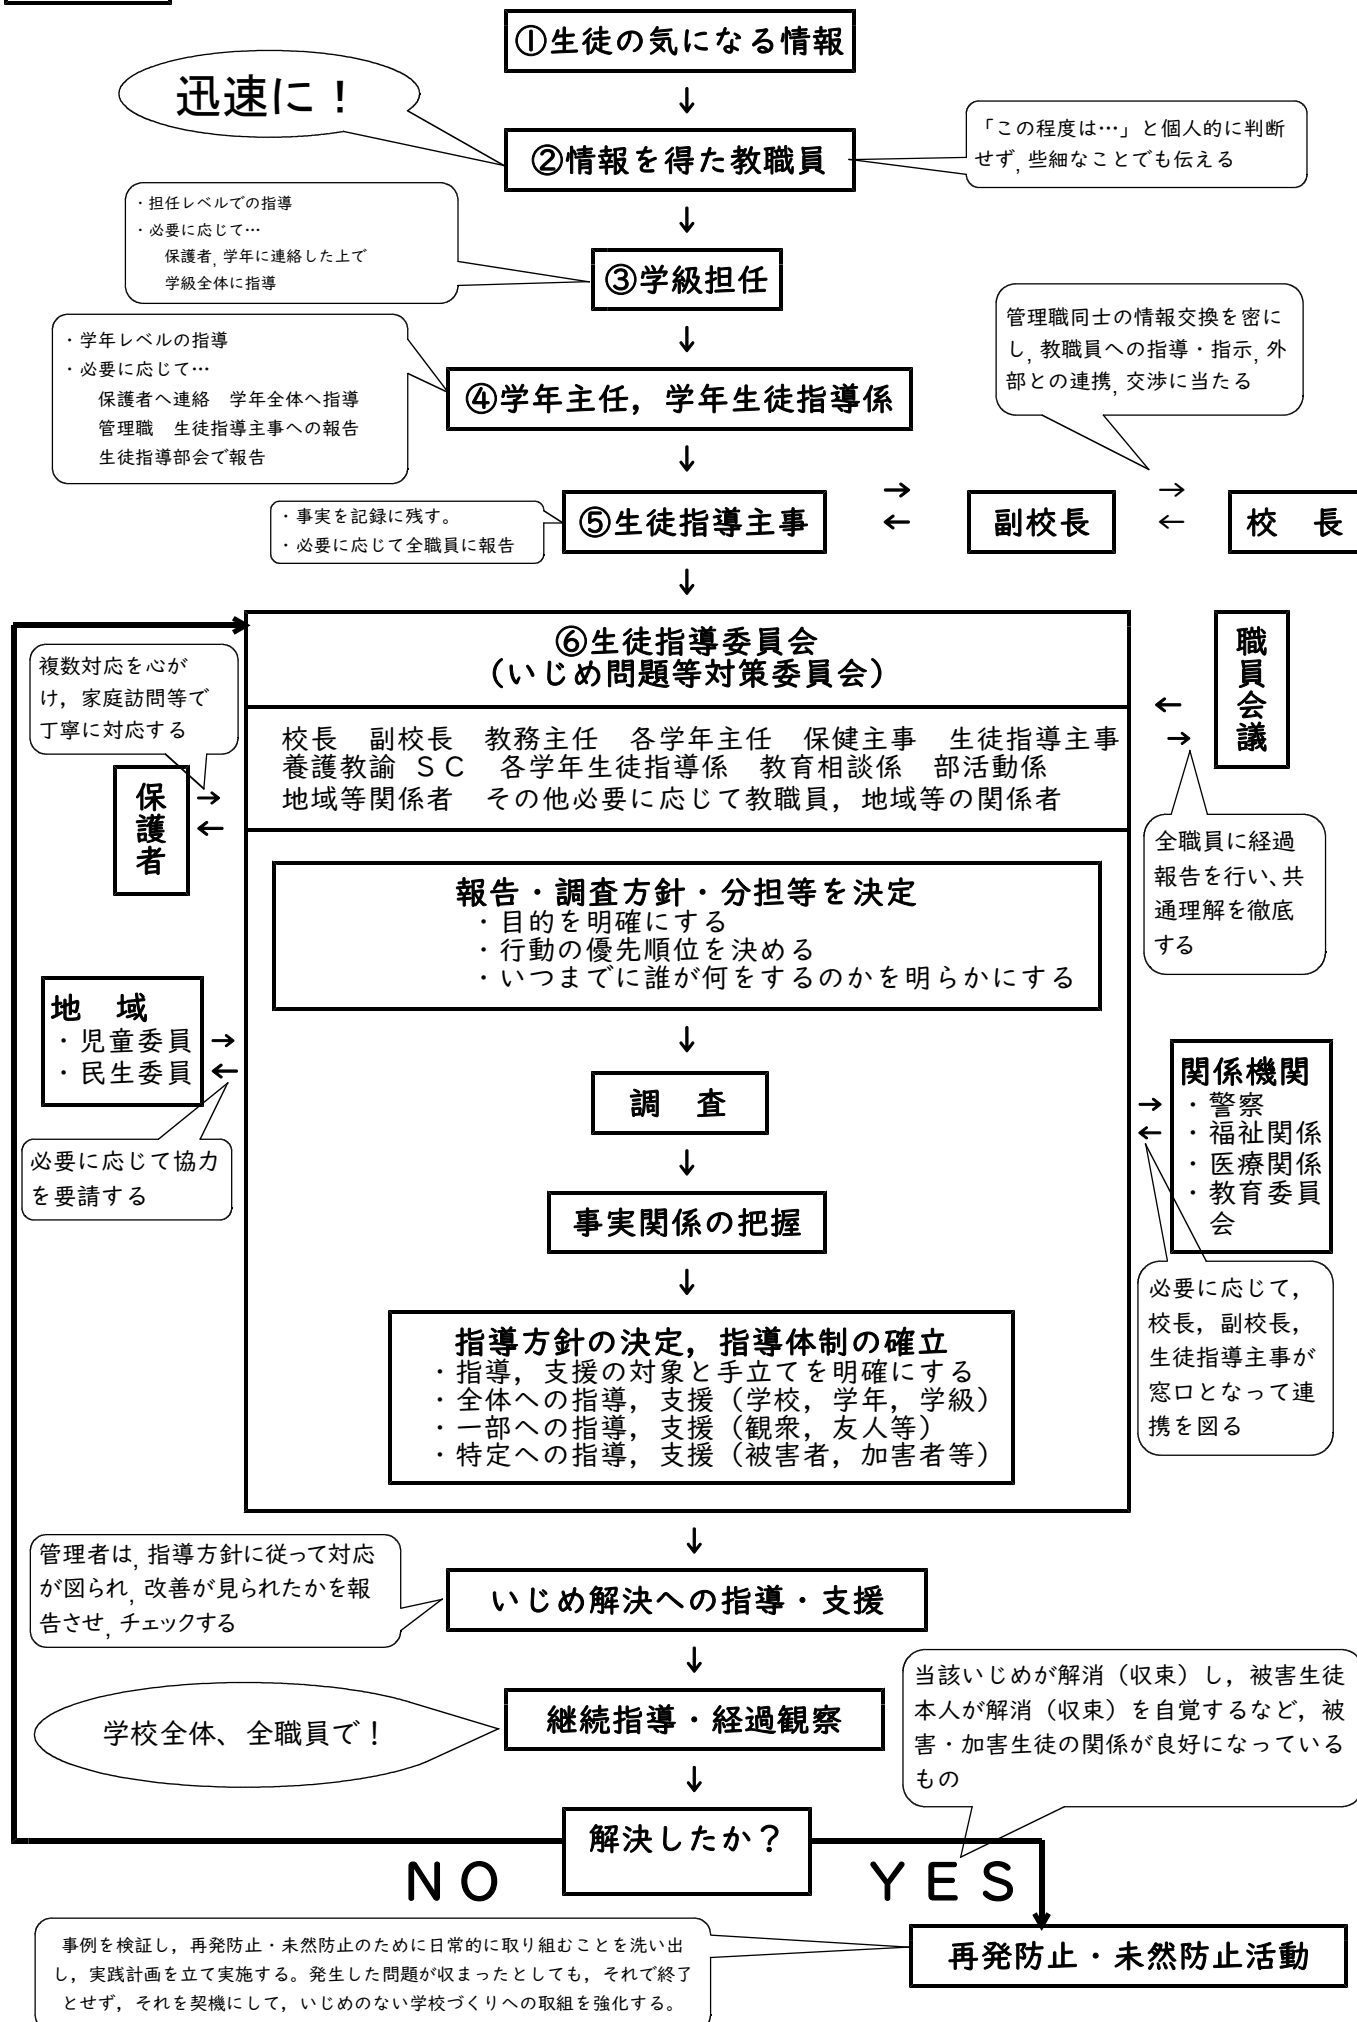 ①生徒の気になる情報
↓
迅速に！
②情報を得た教職員
「この程度は…」と個人的に判断
せず，些細なことでも伝える
↓
・担任レベルでの指導
・必要に応じて…
保護者，学年に連絡した上で
学級全体に指導
③学級担任
↓
・学年レベルの指導
・必要に応じて…
保護者へ連絡　学年全体へ指導
管理職　生徒指導主事への報告
生徒指導部会で報告
④学年主任，学年生徒指導係
管理職同士の情報交換を密に
し，教職員への指導・指示，外
部との連携，交渉に当たる
↓
・事実を記録に残す。
・必要に応じて全職員に報告
⑤生徒指導主事
→
←
副校長
→
←
校　長
↓
⑥生徒指導委員会
（いじめ問題等対策委員会）
校長　副校長　教務主任　各学年主任　保健主事　生徒指導主事
養護教諭　ＳＣ　各学年生徒指導係　教育相談係　部活動係
地域等関係者　その他必要に応じて教職員，地域等の関係者
複数対応を心が
け，家庭訪問等で
丁寧に対応する
保護者
→
←
職員会議
←
→
全職員に経過
報告を行い、共
通理解を徹底
する
報告・調査方針・分担等を決定
・目的を明確にする
・行動の優先順位を決める
・いつまでに誰が何をするのかを明らかにする
地　域
・児童委員
・民生委員
→
←
必要に応じて協力
を要請する
↓
調　査
↓
事実関係の把握
↓
関係機関
・警察
・福祉関係
・医療関係
・教育委員
会
→
←
必要に応じて，
校長，副校長，
生徒指導主事が
窓口となって連
携を図る
指導方針の決定，指導体制の確立
・指導，支援の対象と手立てを明確にする
・全体への指導，支援（学校，学年，学級）
・一部への指導，支援（観衆，友人等）
・特定への指導，支援（被害者，加害者等）
↓
管理者は，指導方針に従って対応
が図られ，改善が見られたかを報
告させ，チェックする
いじめ解決への指導・支援
↓
学校全体、全職員で！
継続指導・経過観察
当該いじめが解消（収束）し，被害生徒
本人が解消（収束）を自覚するなど，被
害・加害生徒の関係が良好になっている
もの
↓
解決したか？
ＮＯ
ＹＥＳ
事例を検証し，再発防止・未然防止のために日常的に取り組むことを洗い出
し，実践計画を立て実施する。発生した問題が収まったとしても，それで終了
とせず，それを契機にして，いじめのない学校づくりへの取組を強化する。
再発防止・未然防止活動